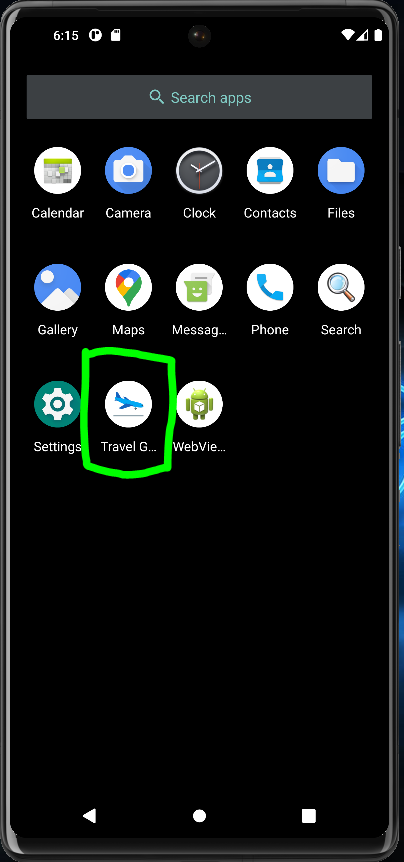 6:15
Search apps
Calendar Camera Clock Contacts Files
Gallery Maps Messag... Phone Search
Settings Travel G... WebVie...